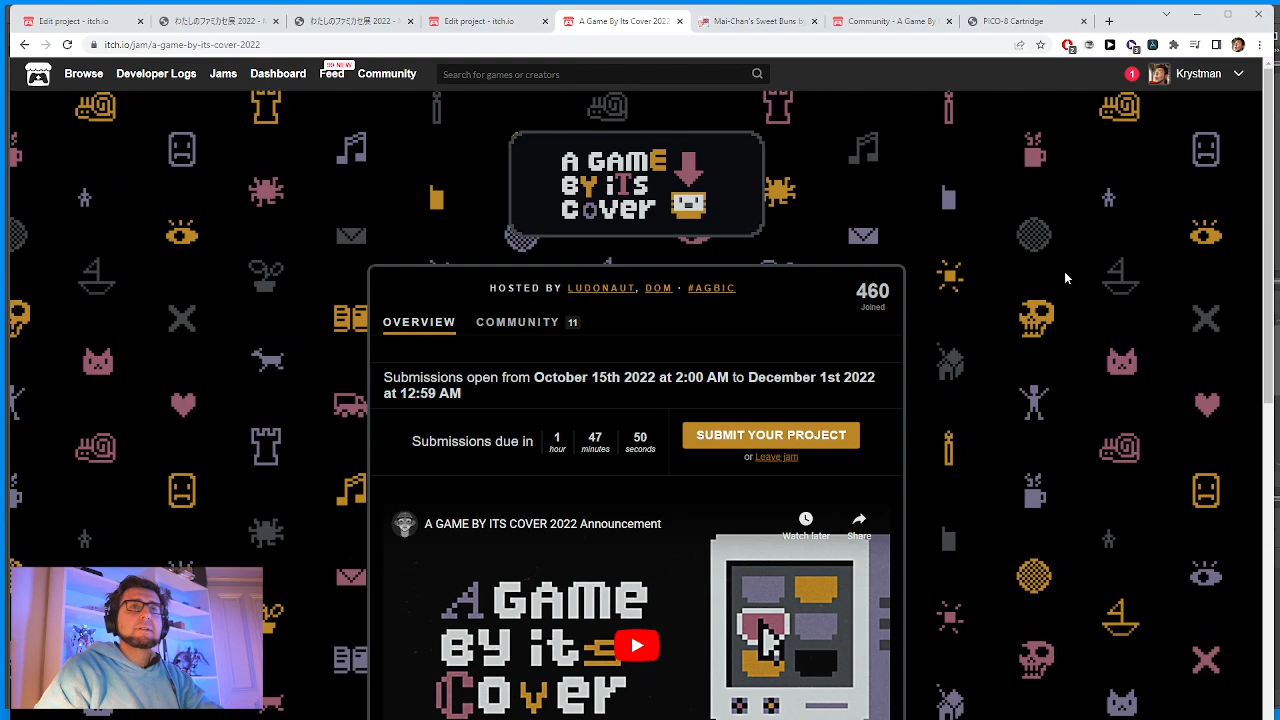 Edit project - itch.io
わたしのファミカセ展 2022 -
わたしのファミカセ展 2022 -
Edit project - itch.io
A Game By Its Cover 2022
Mai-Chan's Sweet Buns by
Community - A Game By I
PICO-8 Cartridge
itch.io/jam/a-game-by-its-cover-2022
Browse
Developer Logs
Jams
Dashboard
99 NEW
Feed
Community
Search for games or creators
1
Krystman
A GAME
BY iTS
cover
HOSTED BY LUDONAUT, DOM · #AGBIC
460
Joined
OVERVIEW
COMMUNITY 11
Submissions open from October 15th 2022 at 2:00 AM to December 1st 2022
at 12:59 AM
Submissions due in
1
hour
47
minutes
50
seconds
SUBMIT YOUR PROJECT
or Leave jam
A GAME BY ITS COVER 2022 Announcement
Watch later
Share
A GAme
by its
Cover